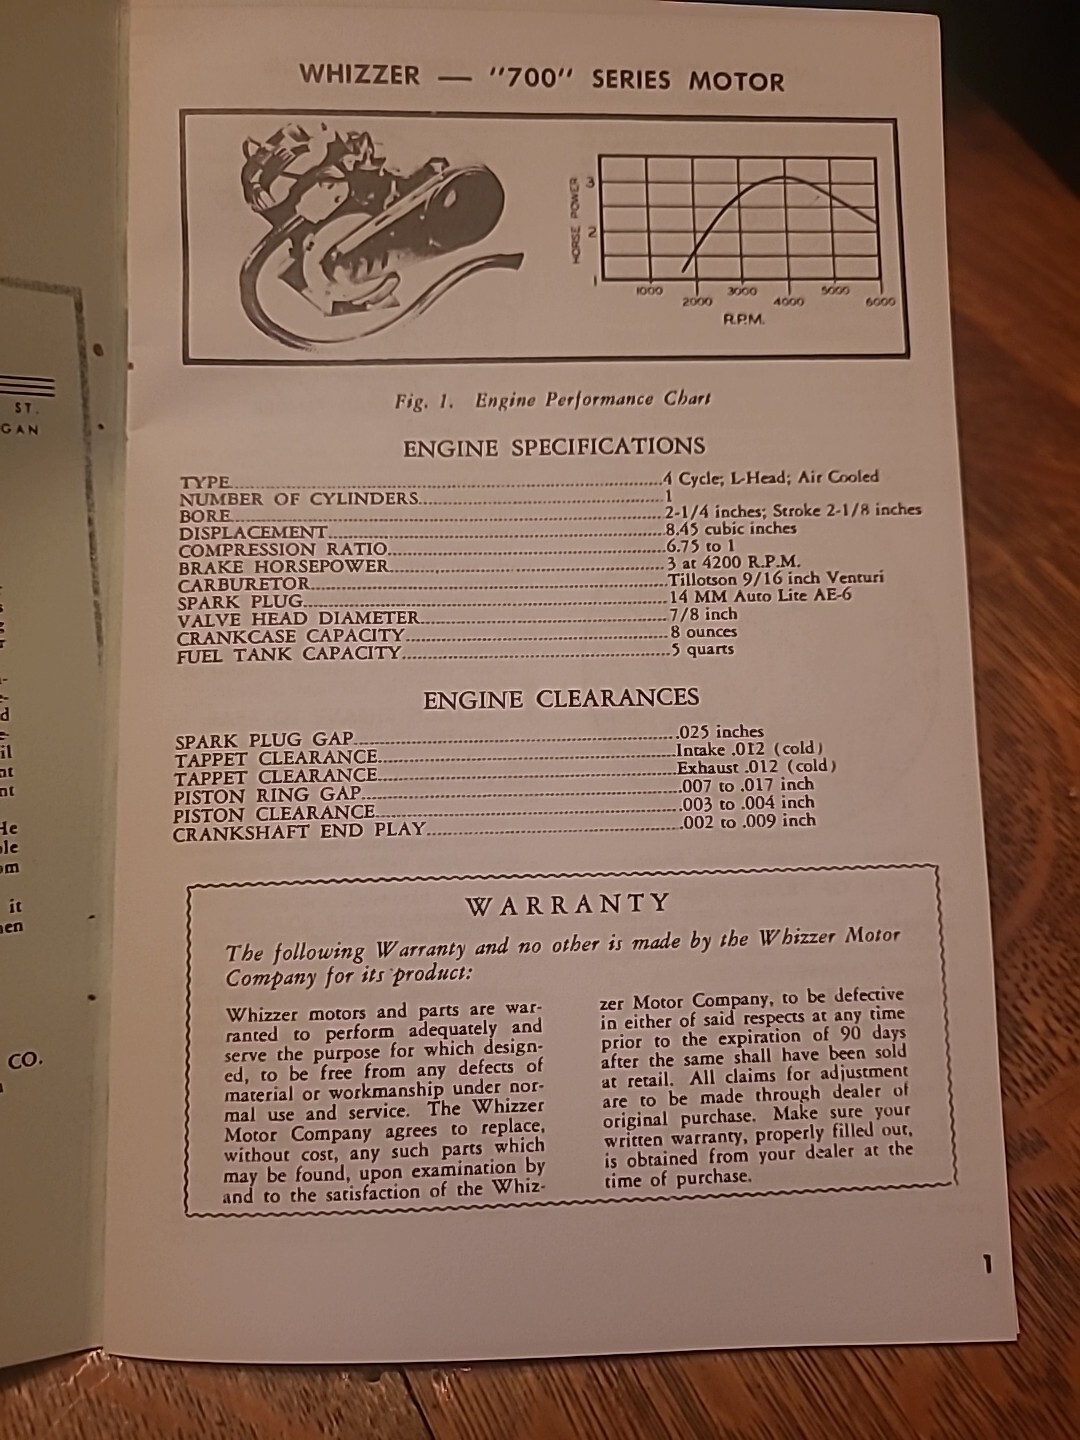 ST.
GAN
CO.
WHIZZER — "700" SERIES MOTOR
HORSE POWER
3
2
1
1000 2000 3000 4000 5000 6000
R.P.M.
Fig. 1. Engine Performance Chart
ENGINE SPECIFICATIONS
TYPE 4 Cycle; L-Head; Air Cooled
NUMBER OF CYLINDERS 1
BORE 2-1/4 inches; Stroke 2-1/8 inches
DISPLACEMENT 8.45 cubic inches
COMPRESSION RATIO 6.75 to 1
BRAKE HORSEPOWER 3 at 4200 R.P.M.
CARBURETOR Tillotson 9/16 inch Venturi
SPARK PLUG 14 MM Auto Lite AE-6
VALVE HEAD DIAMETER 7/8 inch
CRANKCASE CAPACITY 8 ounces
FUEL TANK CAPACITY 5 quarts
ENGINE CLEARANCES
SPARK PLUG GAP .025 inches
TAPPET CLEARANCE Intake .012 (cold)
TAPPET CLEARANCE Exhaust .012 (cold)
PISTON RING GAP .007 to .017 inch
PISTON CLEARANCE .003 to .004 inch
CRANKSHAFT END PLAY .002 to .009 inch
WARRANTY
The following Warranty and no other is made by the Whizzer Motor
Company for its product:
Whizzer motors and parts are war-
ranted to perform adequately and
serve the purpose for which design-
ed, to be free from any defects of
material or workmanship under nor-
mal use and service. The Whizzer
Motor Company agrees to replace,
without cost, any such parts which
may be found, upon examination by
and to the satisfaction of the Whiz-
zer Motor Company, to be defective
in either of said respects at any time
prior to the expiration of 90 days
after the same shall have been sold
at retail. All claims for adjustment
are to be made through dealer of
original purchase. Make sure your
written warranty, properly filled out,
is obtained from your dealer at the
time of purchase.
1